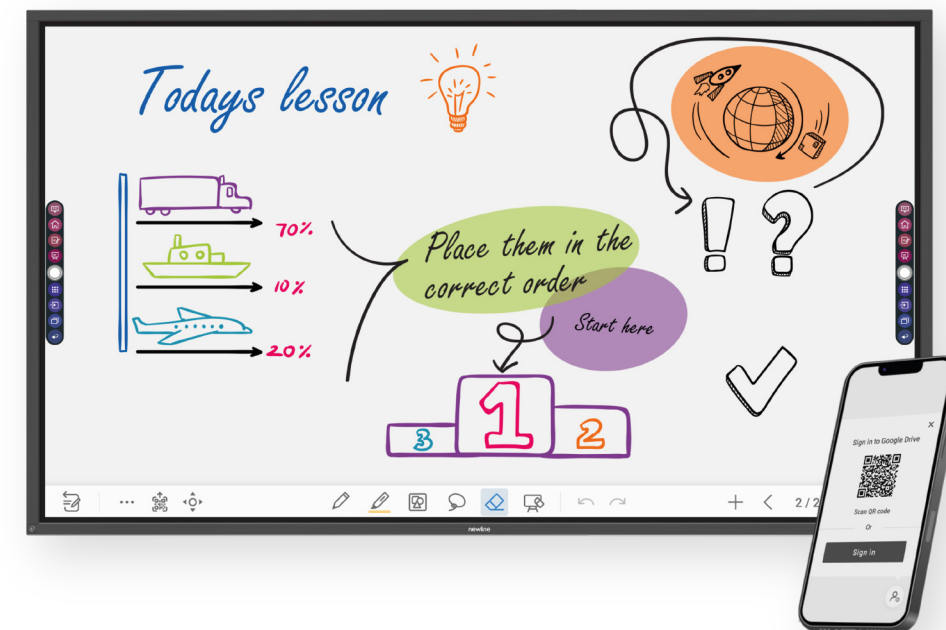 Todays lesson
70%
10%
20%
Place them in the
correct order
Start here
! ?
3
1
2
2/2
newline
Sign in to Google Drive
Scan QR code
Or
Sign in